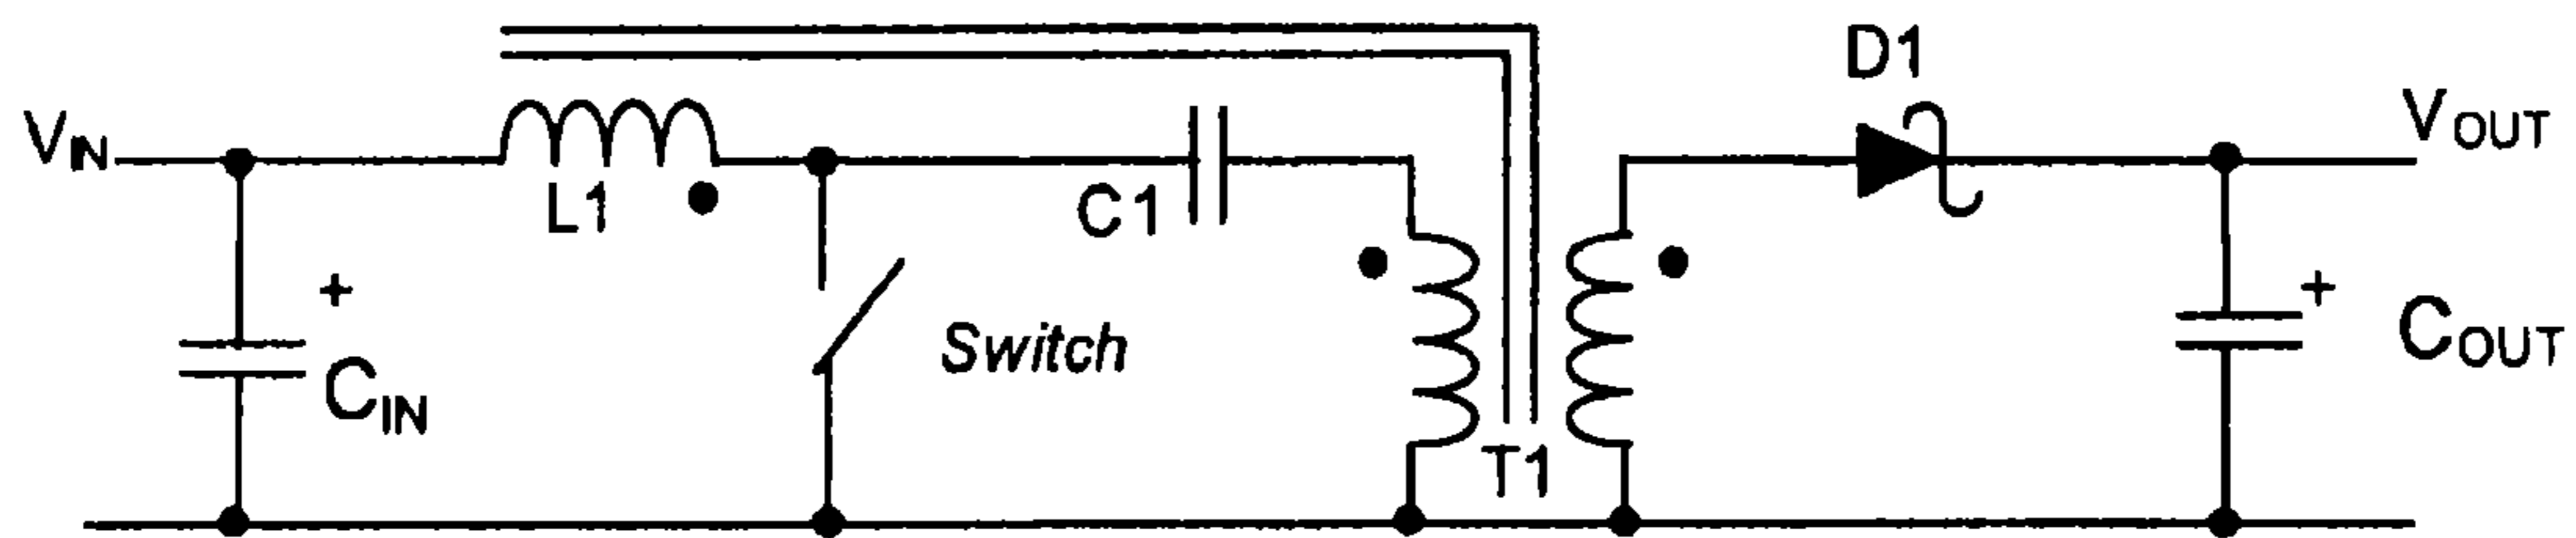 D1
VIN
VOUT
L1
C1
+
+
Switch
CIN
COUT
T1